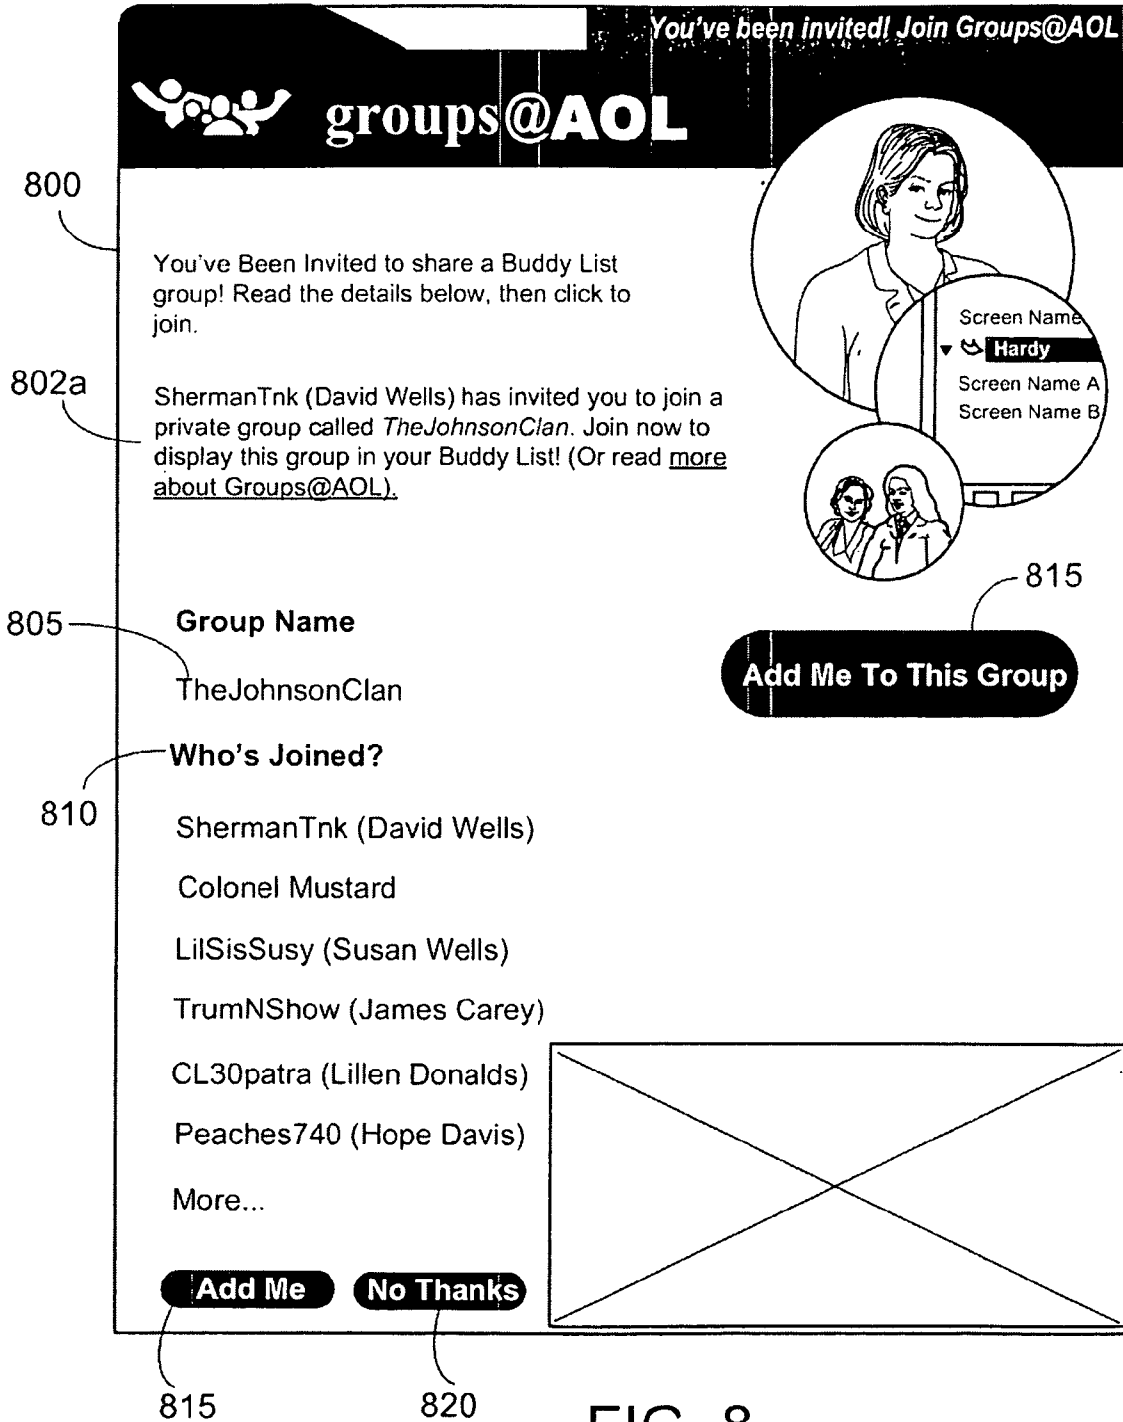 You've been invited! Join Groups@AOL
groups@AOL
800
You've Been Invited to share a Buddy List
group! Read the details below, then click to
join.
Screen Name
Hardy
Screen Name A
Screen Name B
802a
ShermanTnk (David Wells) has invited you to join a
private group called TheJohnsonClan. Join now to
display this group in your Buddy List! (Or read more
about Groups@AOL).
815
805
Group Name
Add Me To This Group
TheJohnsonClan
Who's Joined?
810
ShermanTnk (David Wells)
Colonel Mustard
LilSisSusy (Susan Wells)
TrumNShow (James Carey)
CL30patra (Lillen Donalds)
Peaches740 (Hope Davis)
More...
Add Me No Thanks
815 820
FIG. 8